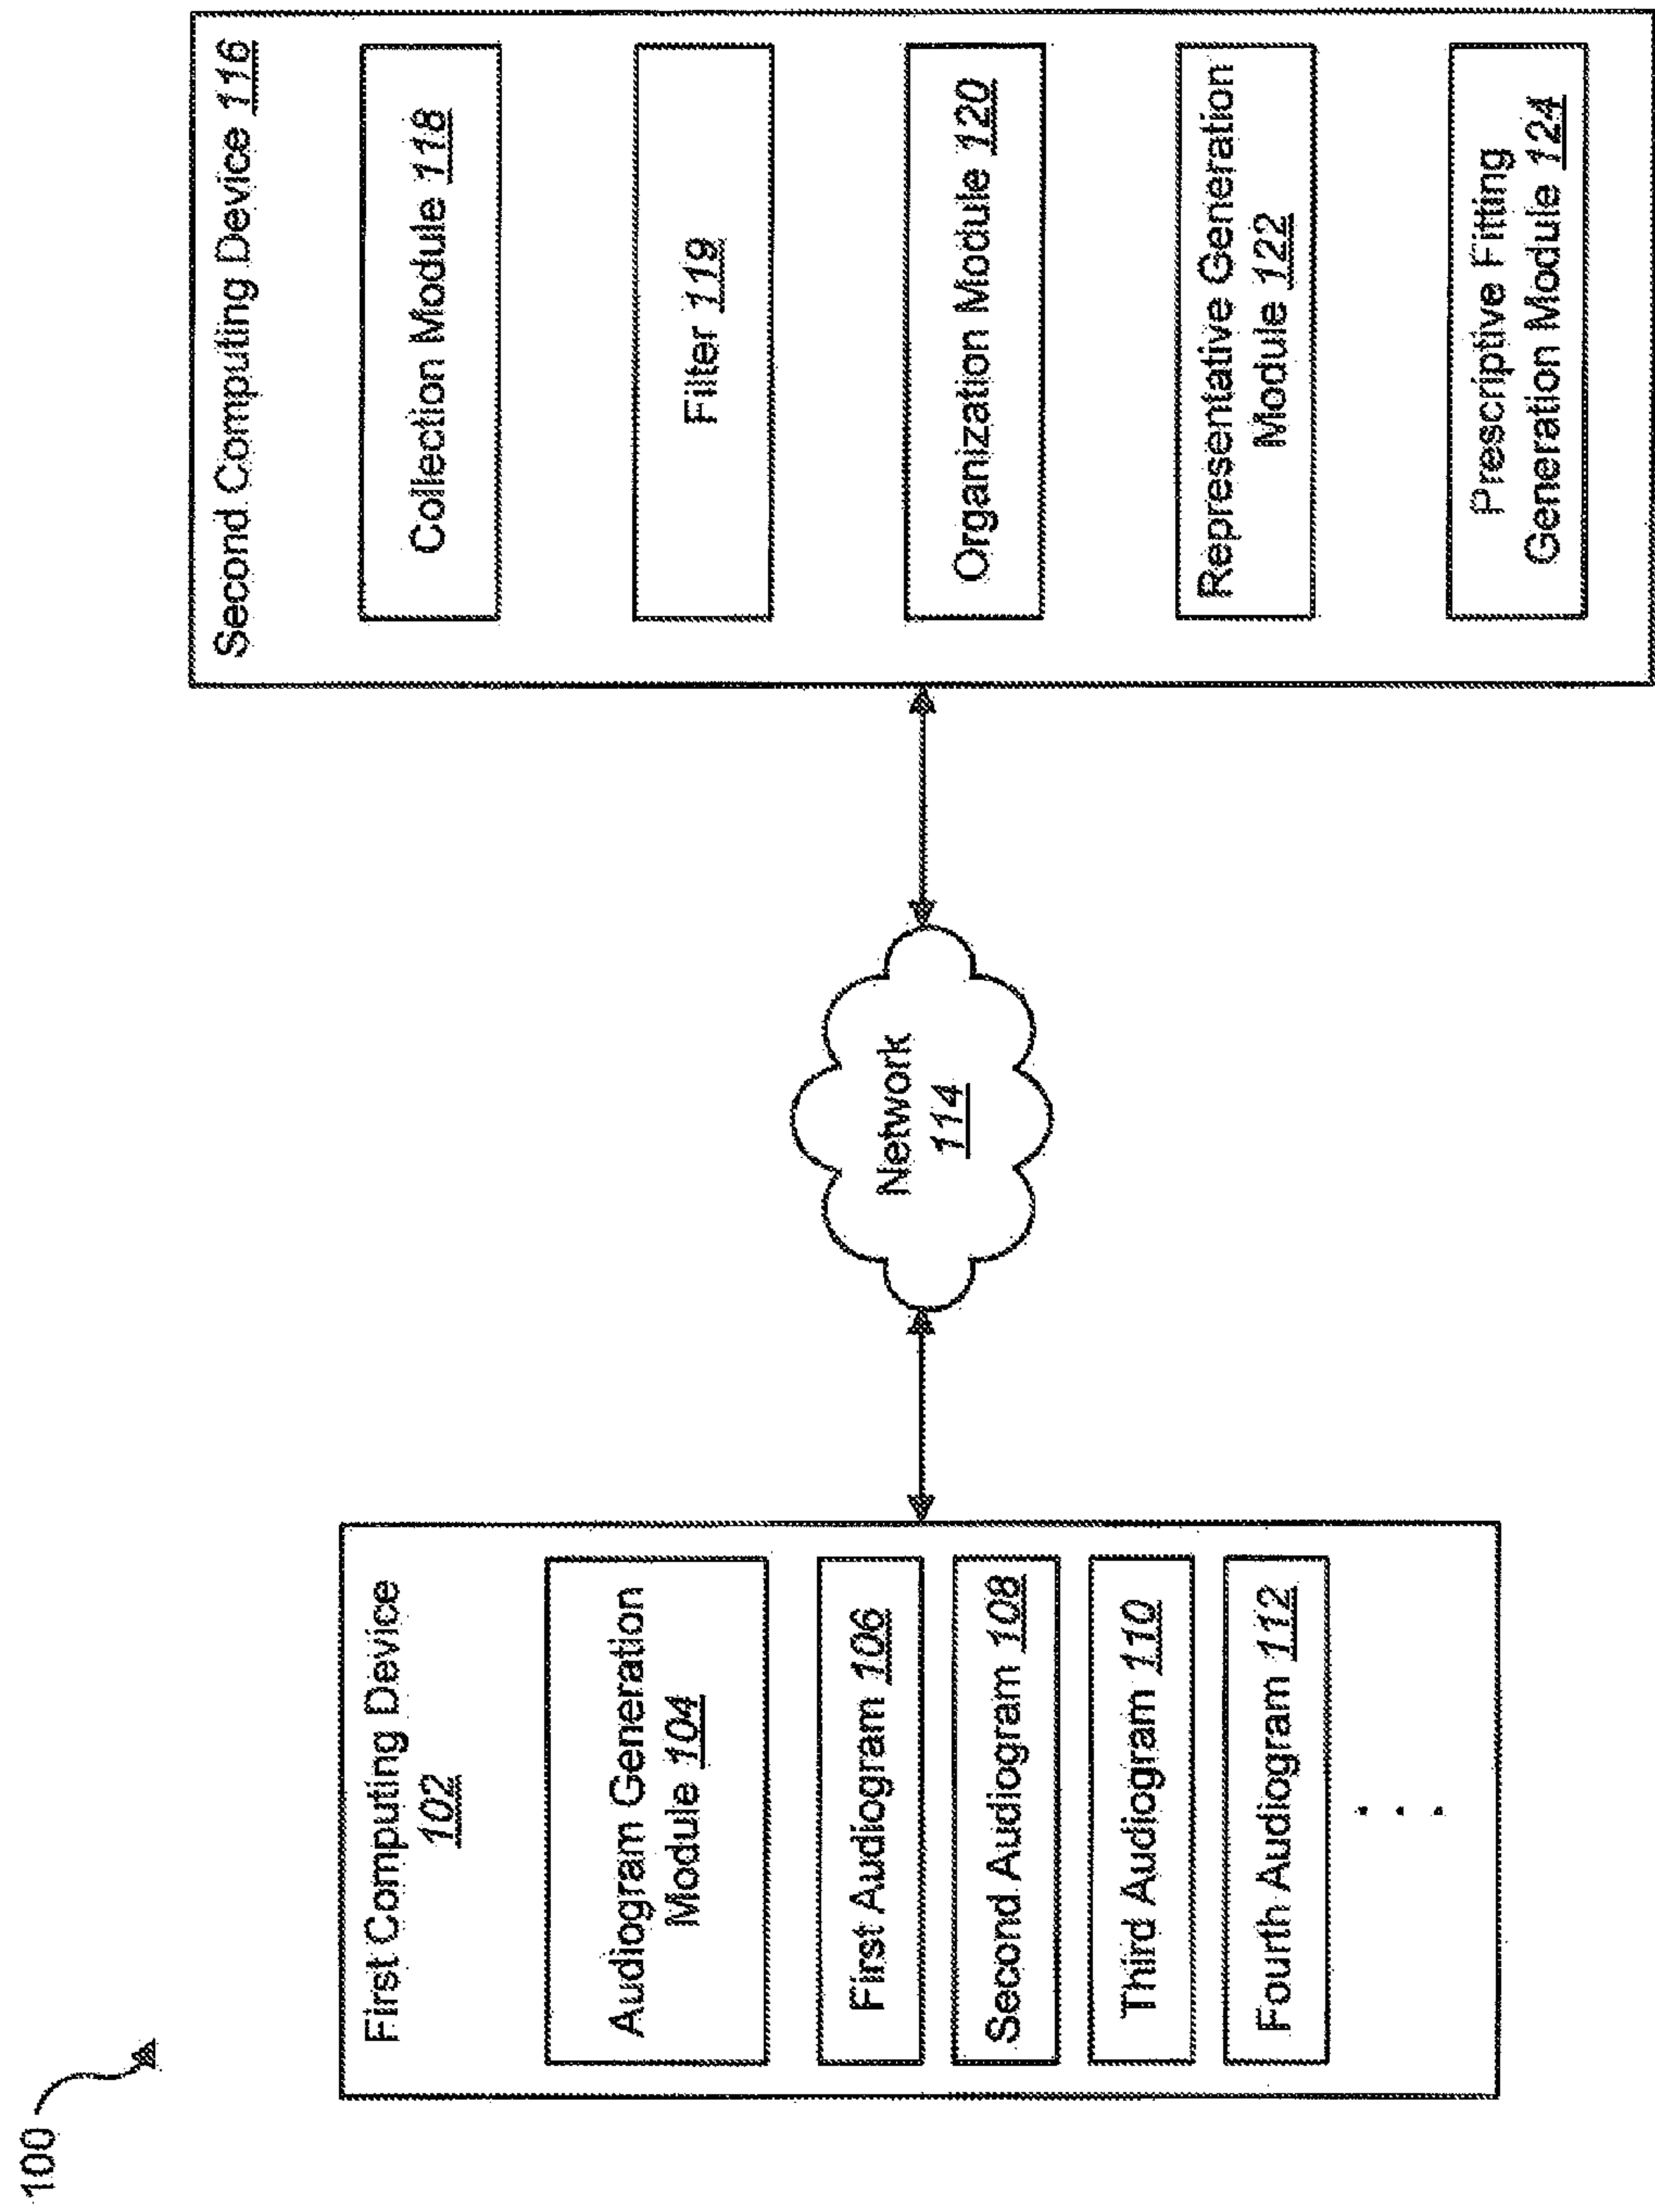 100
First Computing Device
102
Audiogram Generation
Module 104
First Audiogram 106
Second Audiogram 108
Third Audiogram 110
Fourth Audiogram 112
Network
114
Second Computing Device 116
Collection Module 118
Filter 119
Organization Module 120
Representative Generation
Module 122
Prescriptive Fitting
Generation Module 124